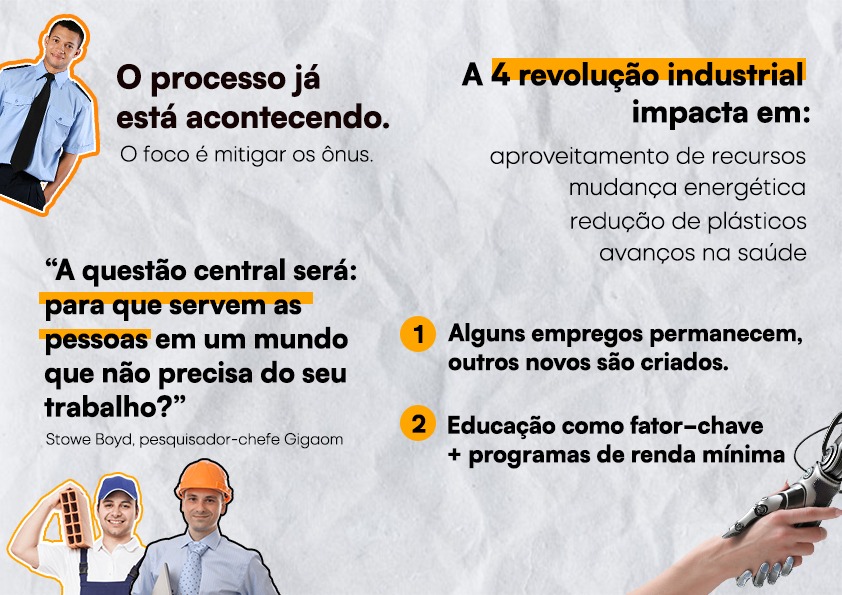 O processo já
está acontecendo.
O foco é mitigar os ônus.
A 4 revolução industrial
impacta em:
aproveitamento de recursos
mudança energética
redução de plásticos
avanços na saúde
“A questão central será:
para que servem as
pessoas em um mundo
que não precisa do seu
trabalho?”
Stowe Boyd, pesquisador-chefe Gigaom
1 Alguns empregos permanecem,
outros novos são criados.
2 Educação como fator-chave
+ programas de renda mínima